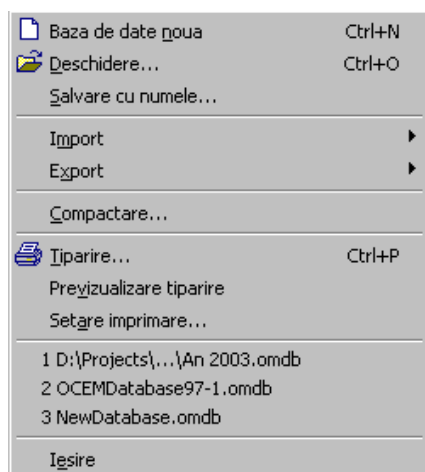 Baza de date noua Ctrl+N
Deschidere... Ctrl+O
Salvare cu numele...
Import
Export
Compactare...
Tiparire... Ctrl+P
Previzualizare tiparire
Setare imprimare...
1 D:\Projects\...\An 2003.omdb
2 OCEMDatabase97-1.omdb
3 NewDatabase.omdb
Iesire